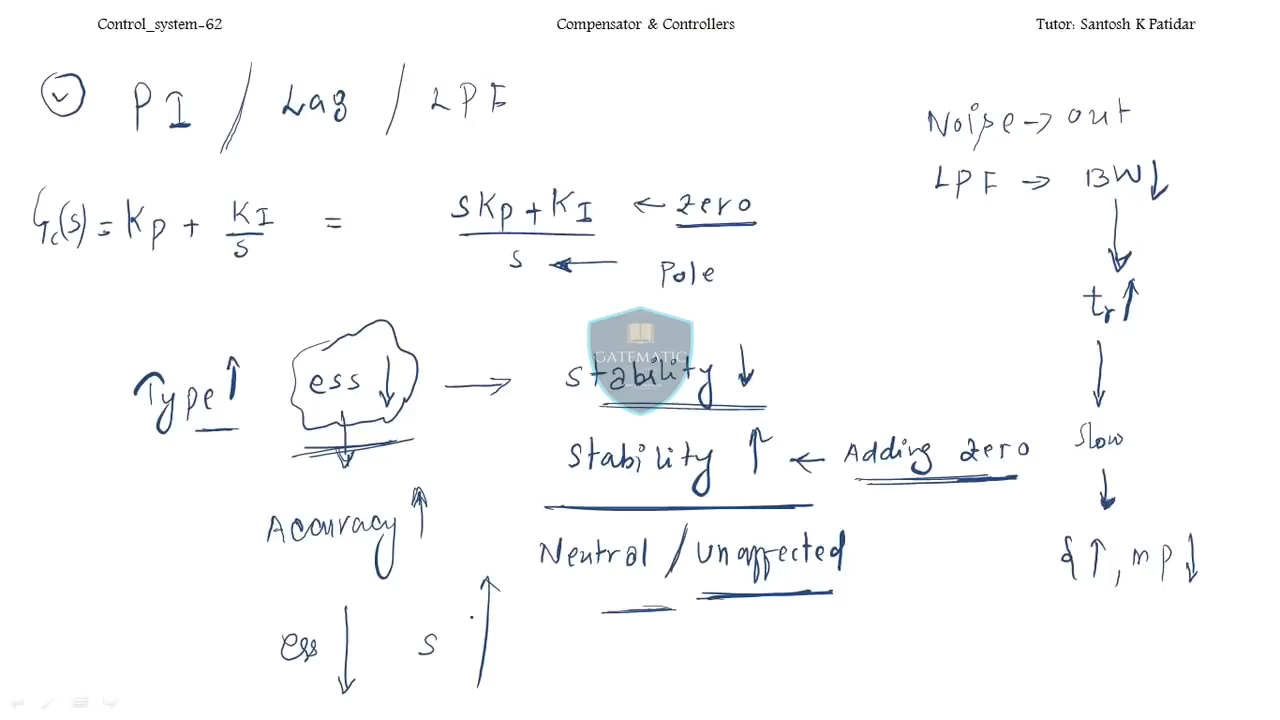 Control_system-62 Compensator & Controllers Tutor: Santosh K Patidar
PI / Lag / LPF
Noise → out
LPF → BW↓
Gc(s) = Kp + KI/s = (sKp + KI)/s ← zero
← Pole
tr ↑
GATEMATIC
Type ↑ ess ↓ → Stability ↓
Slow
Stability ↑ ← Adding zero
Accuracy ↑
Neutral / Unaffected
ξ ↑, mp ↓
ess ↓ s ↑